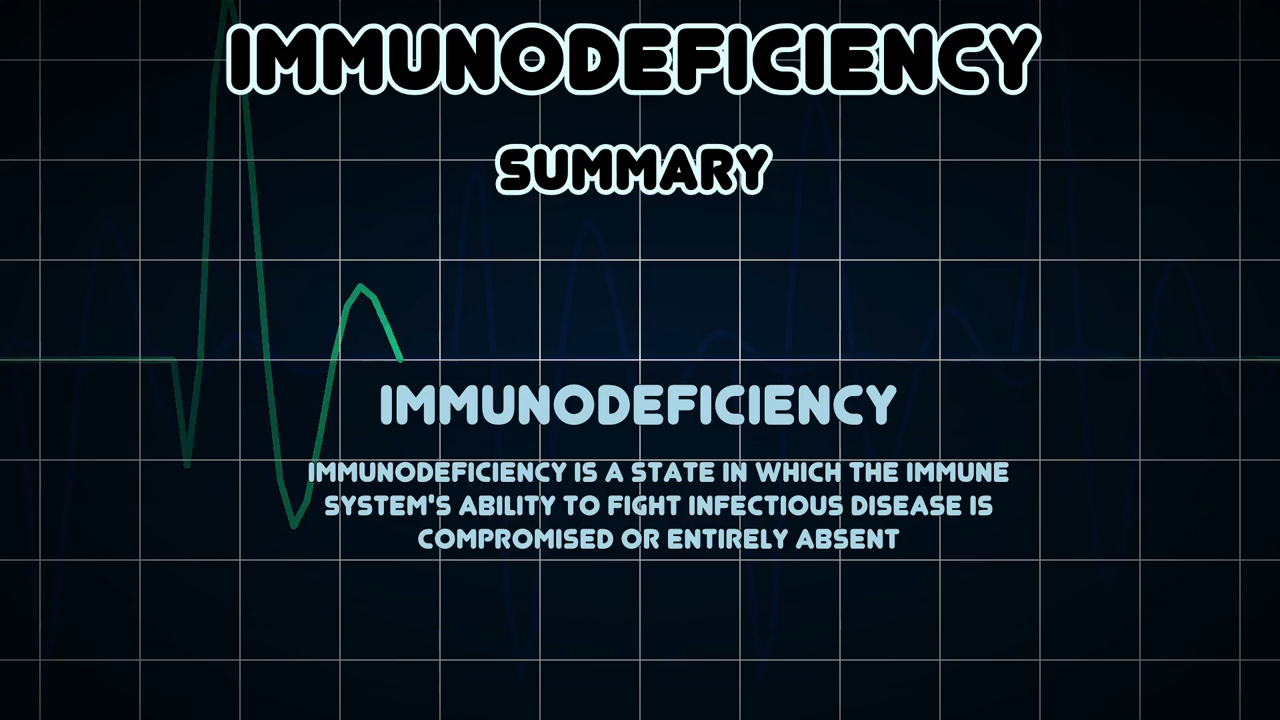 IMMUNODEFICIENCY
SUMMARY
IMMUNODEFICIENCY
IMMUNODEFICIENCY IS A STATE IN WHICH THE IMMUNE
SYSTEM'S ABILITY TO FIGHT INFECTIOUS DISEASE IS
COMPROMISED OR ENTIRELY ABSENT